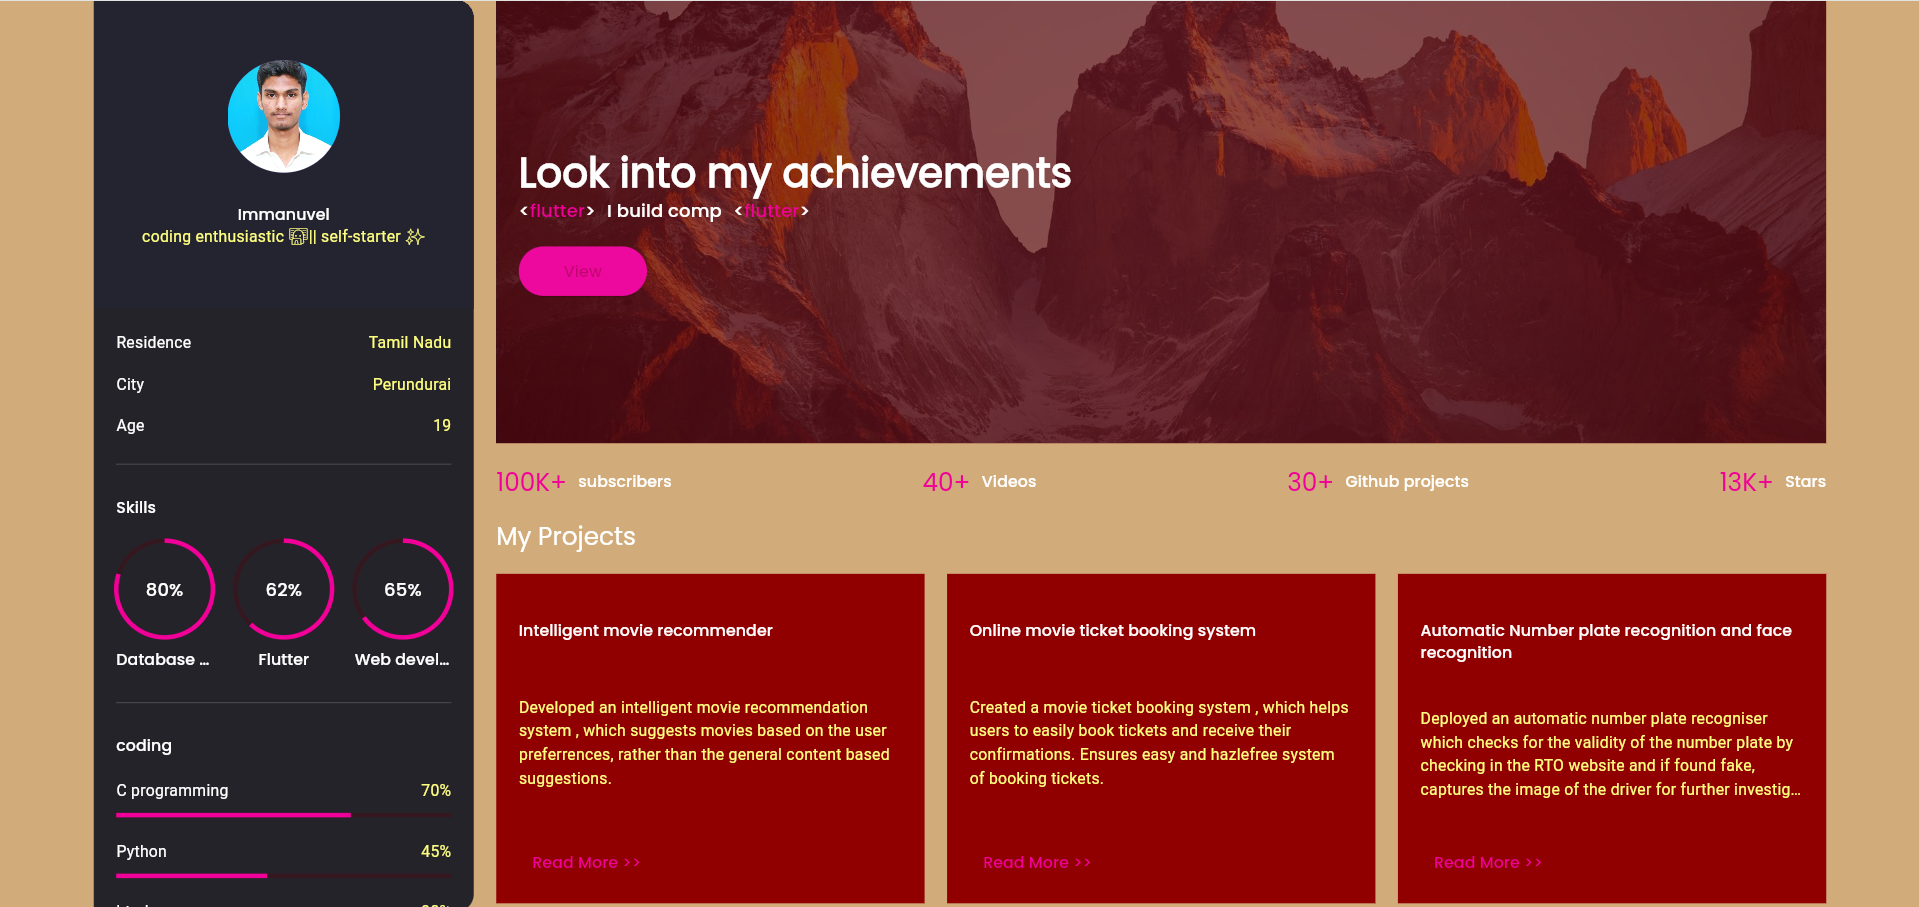 Immanuvel
coding enthusiastic || self-starter
Residence Tamil Nadu
City Perundurai
Age 19
Skills
80% 62% 65%
Database ... Flutter Web devel...
coding
C programming 70%
Python 45%
Look into my achievements
<flutter> I build comp <flutter>
View
100K+ subscribers 40+ Videos 30+ Github projects 13K+ Stars
My Projects
Intelligent movie recommender
Developed an intelligent movie recommendation
system , which suggests movies based on the user
preferrences, rather than the general content based
suggestions.
Read More >>
Online movie ticket booking system
Created a movie ticket booking system , which helps
users to easily book tickets and receive their
confirmations. Ensures easy and hazlefree system
of booking tickets.
Read More >>
Automatic Number plate recognition and face
recognition
Deployed an automatic number plate recogniser
which checks for the validity of the number plate by
checking in the RTO website and if found fake,
captures the image of the driver for further investig...
Read More >>